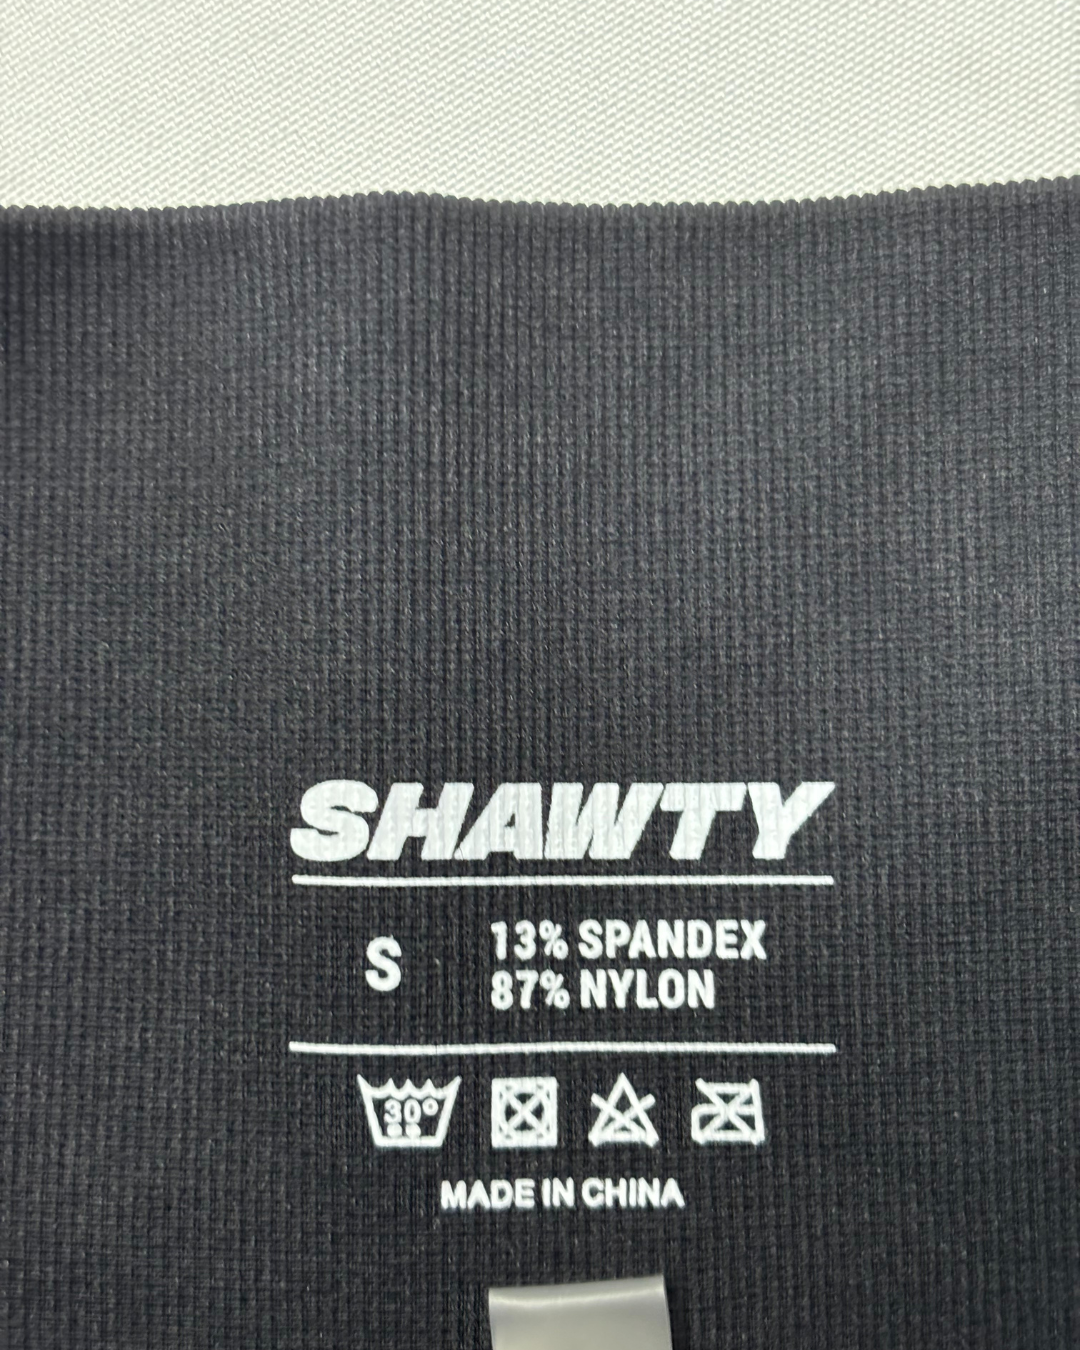 SHAWTY
S
13% SPANDEX
87% NYLON
30°
MADE IN CHINA